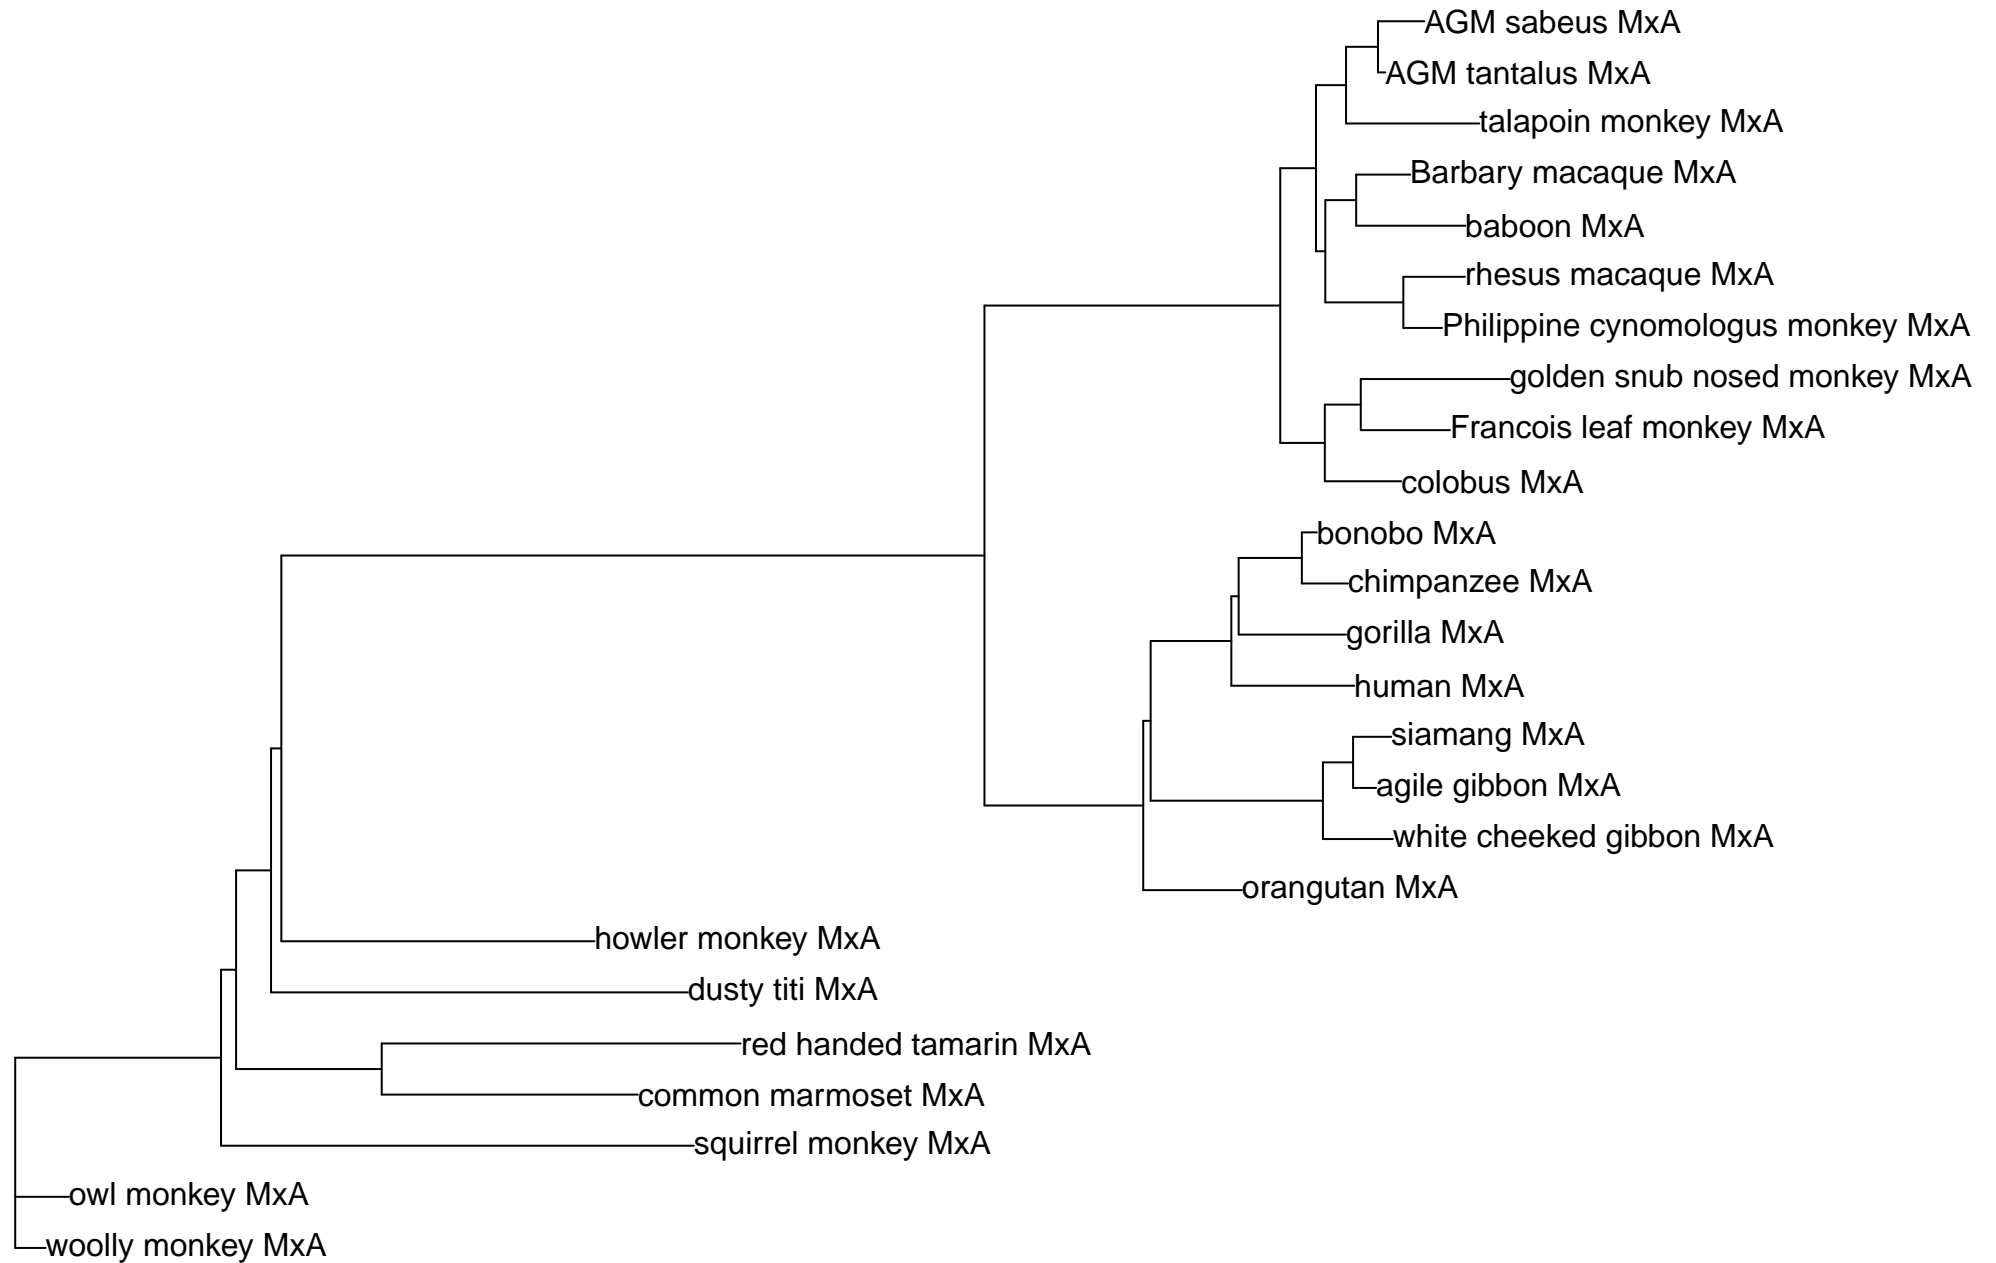 AGM sabeus MxA
AGM tantalus MxA
talapoin monkey MxA
Barbary macaque MxA
baboon MxA
rhesus macaque MxA
Philippine cynomologus monkey MxA
golden snub nosed monkey MxA
Francois leaf monkey MxA
colobus MxA
bonobo MxA
chimpanzee MxA
gorilla MxA
human MxA
siamang MxA
agile gibbon MxA
white cheeked gibbon MxA
orangutan MxA
howler monkey MxA
dusty titi MxA
red handed tamarin MxA
common marmoset MxA
squirrel monkey MxA
owl monkey MxA
woolly monkey MxA